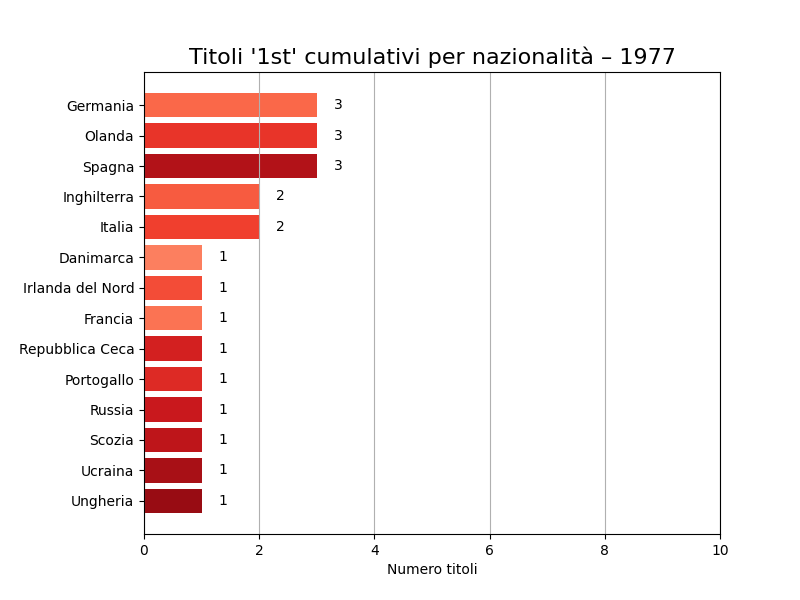 Titoli '1st' cumulativi per nazionalità – 1977
Germania 3
Olanda 3
Spagna 3
Inghilterra 2
Italia 2
Danimarca 1
Irlanda del Nord 1
Francia 1
Repubblica Ceca 1
Portogallo 1
Russia 1
Scozia 1
Ucraina 1
Ungheria 1
0 2 4 6 8 10
Numero titoli